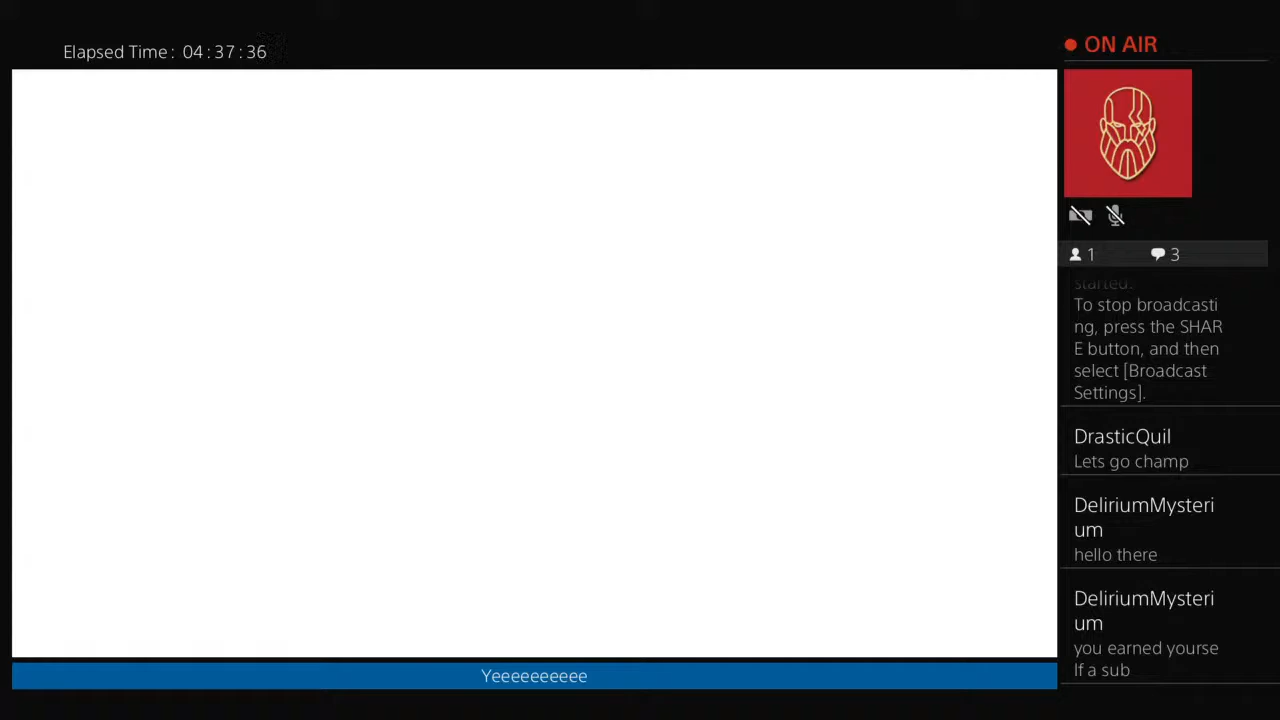 Elapsed Time: 04:37:36
ON AIR
1 3
started.
To stop broadcasti
ng, press the SHAR
E button, and then
select [Broadcast
Settings].
DrasticQuil
Lets go champ
DeliriumMysteri
um
hello there
DeliriumMysteri
um
you earned yourse
lf a sub
Yeeeeeeeeee